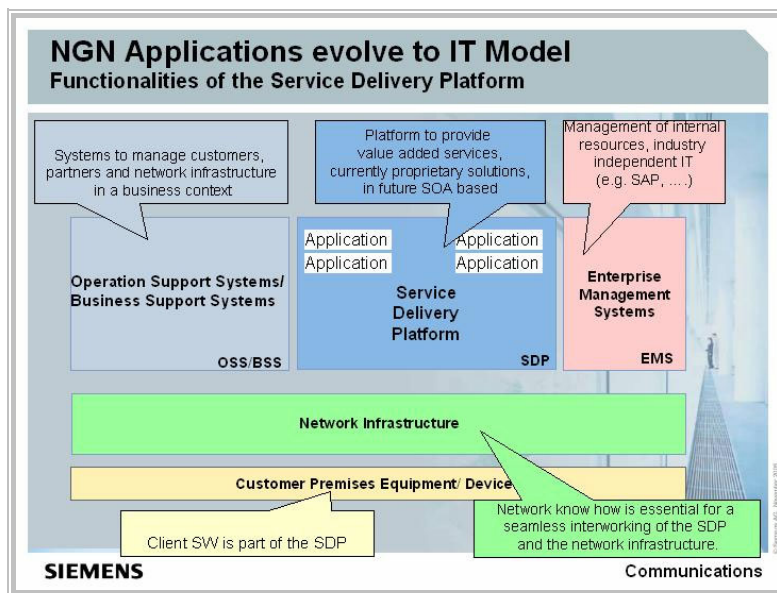 NGN Applications evolve to IT Model
Functionalities of the Service Delivery Platform
Systems to manage customers,
partners and network infrastructure
in a business context
Platform to provide
value added services,
currently proprietary solutions,
in future SOA based
Management of internal
resources, industry
independent IT
(e.g. SAP, ....)
Application
Application
Application
Application
Operation Support Systems/
Business Support Systems
OSS/BSS
Service
Delivery
Platform
SDP
Enterprise
Management
Systems
EMS
Network Infrastructure
Customer Premises Equipment/ Device
Client SW is part of the SDP
Network know how is essential for a
seamless interworking of the SDP
and the network infrastructure.
SIEMENS
Communications